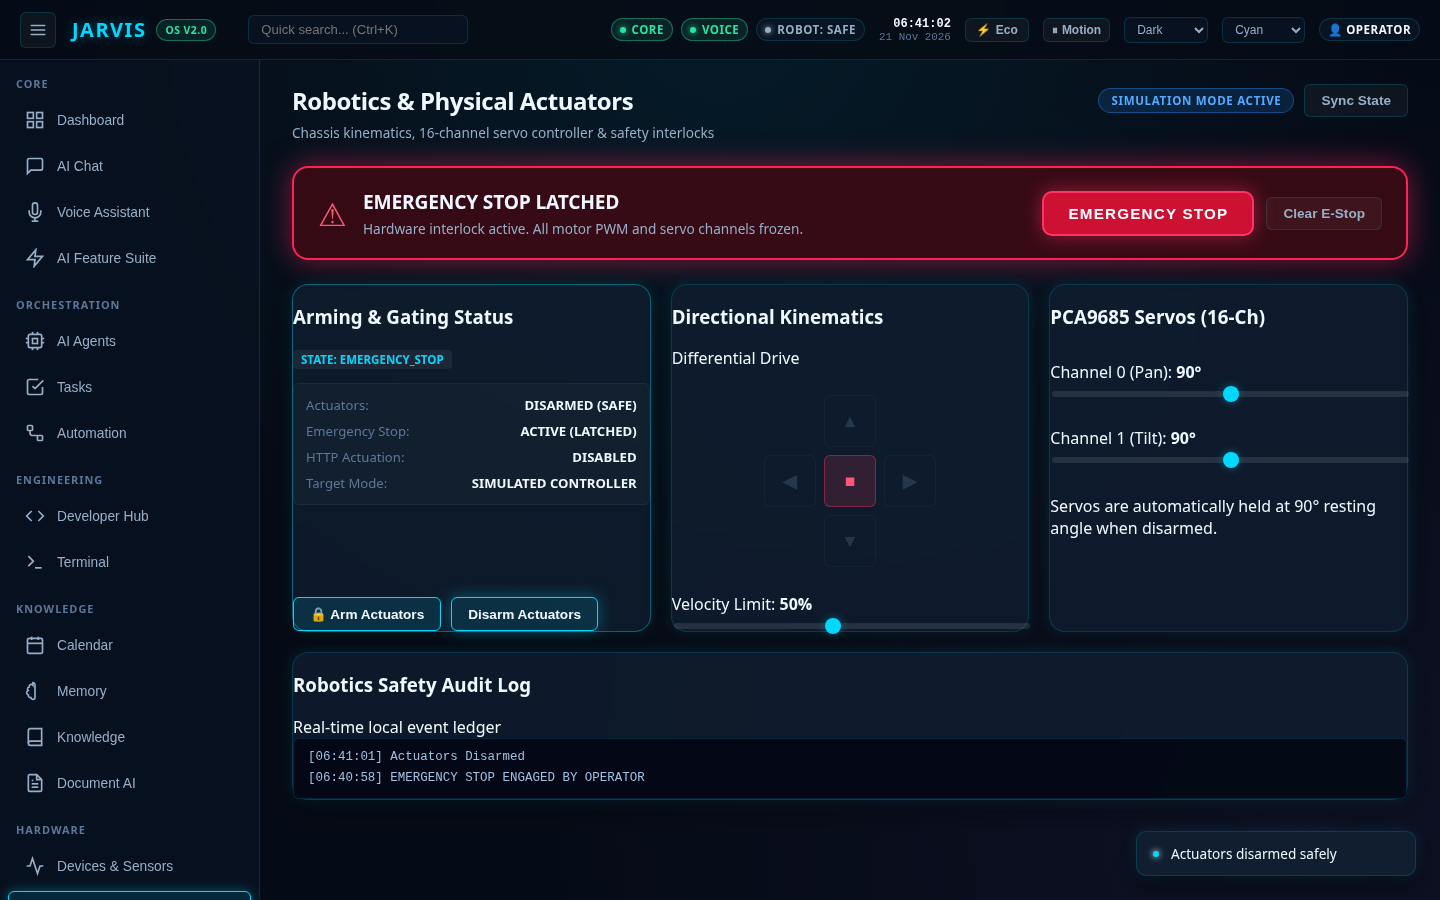 JARVIS
OS V2.0
Quick search... (Ctrl+K)
CORE
VOICE
ROBOT: SAFE
06:41:02
21 Nov 2026
⚡ Eco
Motion
Dark
Cyan
👤 OPERATOR
CORE
Dashboard
AI Chat
Voice Assistant
AI Feature Suite
ORCHESTRATION
AI Agents
Tasks
Automation
ENGINEERING
Developer Hub
Terminal
KNOWLEDGE
Calendar
Memory
Knowledge
Document AI
HARDWARE
Devices & Sensors
Robotics & Physical Actuators
Chassis kinematics, 16-channel servo controller & safety interlocks
SIMULATION MODE ACTIVE
Sync State
⚠ EMERGENCY STOP LATCHED
Hardware interlock active. All motor PWM and servo channels frozen.
EMERGENCY STOP
Clear E-Stop
Arming & Gating Status
STATE: EMERGENCY_STOP
Actuators: DISARMED (SAFE)
Emergency Stop: ACTIVE (LATCHED)
HTTP Actuation: DISABLED
Target Mode: SIMULATED CONTROLLER
🔒 Arm Actuators
Disarm Actuators
Directional Kinematics
Differential Drive
▲
◀ ■ ▶
▼
Velocity Limit: 50%
PCA9685 Servos (16-Ch)
Channel 0 (Pan): 90°
Channel 1 (Tilt): 90°
Servos are automatically held at 90° resting
angle when disarmed.
Robotics Safety Audit Log
Real-time local event ledger
[06:41:01] Actuators Disarmed
[06:40:58] EMERGENCY STOP ENGAGED BY OPERATOR
Actuators disarmed safely